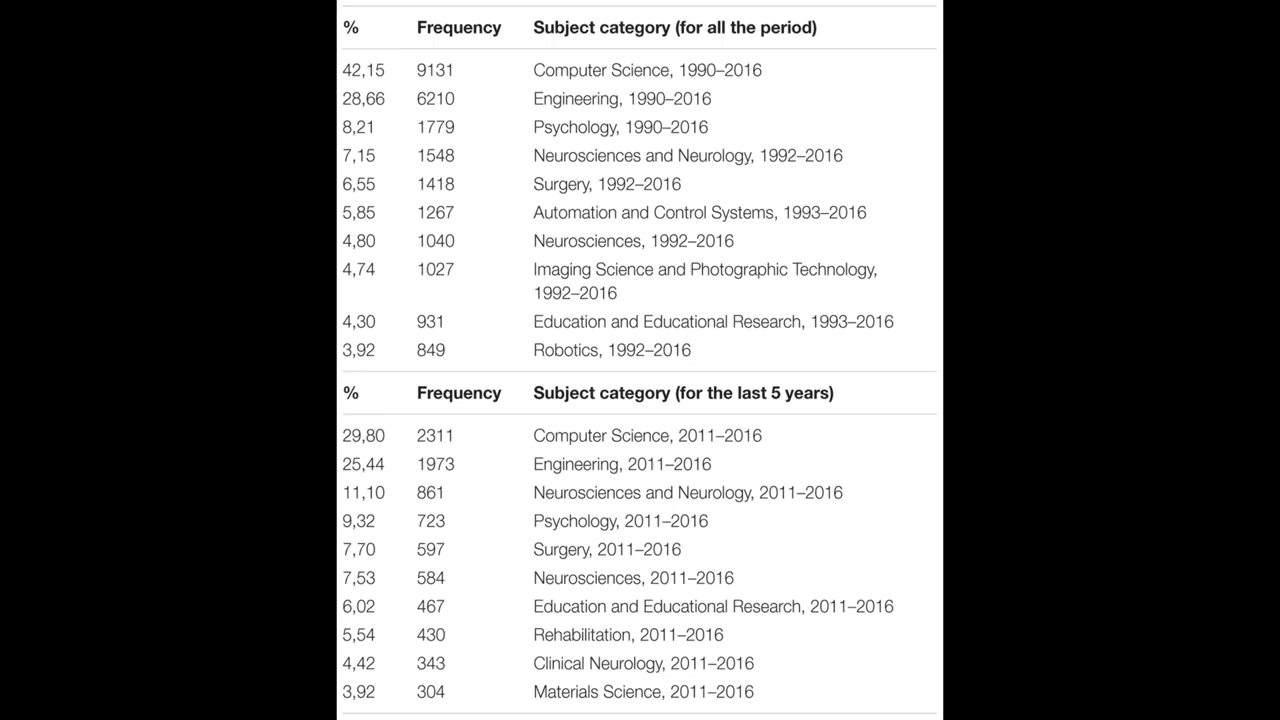 % Frequency Subject category (for all the period)
42,15 9131 Computer Science, 1990–2016
28,66 6210 Engineering, 1990–2016
8,21 1779 Psychology, 1990–2016
7,15 1548 Neurosciences and Neurology, 1992–2016
6,55 1418 Surgery, 1992–2016
5,85 1267 Automation and Control Systems, 1993–2016
4,80 1040 Neurosciences, 1992–2016
4,74 1027 Imaging Science and Photographic Technology,
1992–2016
4,30 931 Education and Educational Research, 1993–2016
3,92 849 Robotics, 1992–2016
% Frequency Subject category (for the last 5 years)
29,80 2311 Computer Science, 2011–2016
25,44 1973 Engineering, 2011–2016
11,10 861 Neurosciences and Neurology, 2011–2016
9,32 723 Psychology, 2011–2016
7,70 597 Surgery, 2011–2016
7,53 584 Neurosciences, 2011–2016
6,02 467 Education and Educational Research, 2011–2016
5,54 430 Rehabilitation, 2011–2016
4,42 343 Clinical Neurology, 2011–2016
3,92 304 Materials Science, 2011–2016